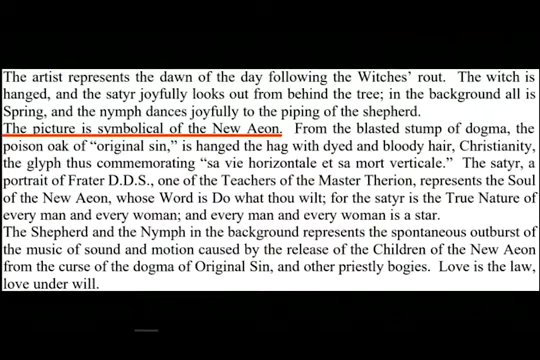 The artist represents the dawn of the day following the Witches' rout. The witch is
hanged, and the satyr joyfully looks out from behind the tree; in the background all is
Spring, and the nymph dances joyfully to the piping of the shepherd.
The picture is symbolical of the New Aeon. From the blasted stump of dogma, the
poison oak of "original sin," is hanged the hag with dyed and bloody hair, Christianity,
the glyph thus commemorating "sa vie horizontale et sa mort verticale." The satyr, a
portrait of Frater D.D.S., one of the Teachers of the Master Therion, represents the Soul
of the New Aeon, whose Word is Do what thou wilt; for the satyr is the True Nature of
every man and every woman; and every man and every woman is a star.
The Shepherd and the Nymph in the background represents the spontaneous outburst
of the music of sound and motion caused by the release of the Children of the New Aeon
from the curse of the dogma of Original Sin, and other priestly bogies. Love is the law,
love under will.